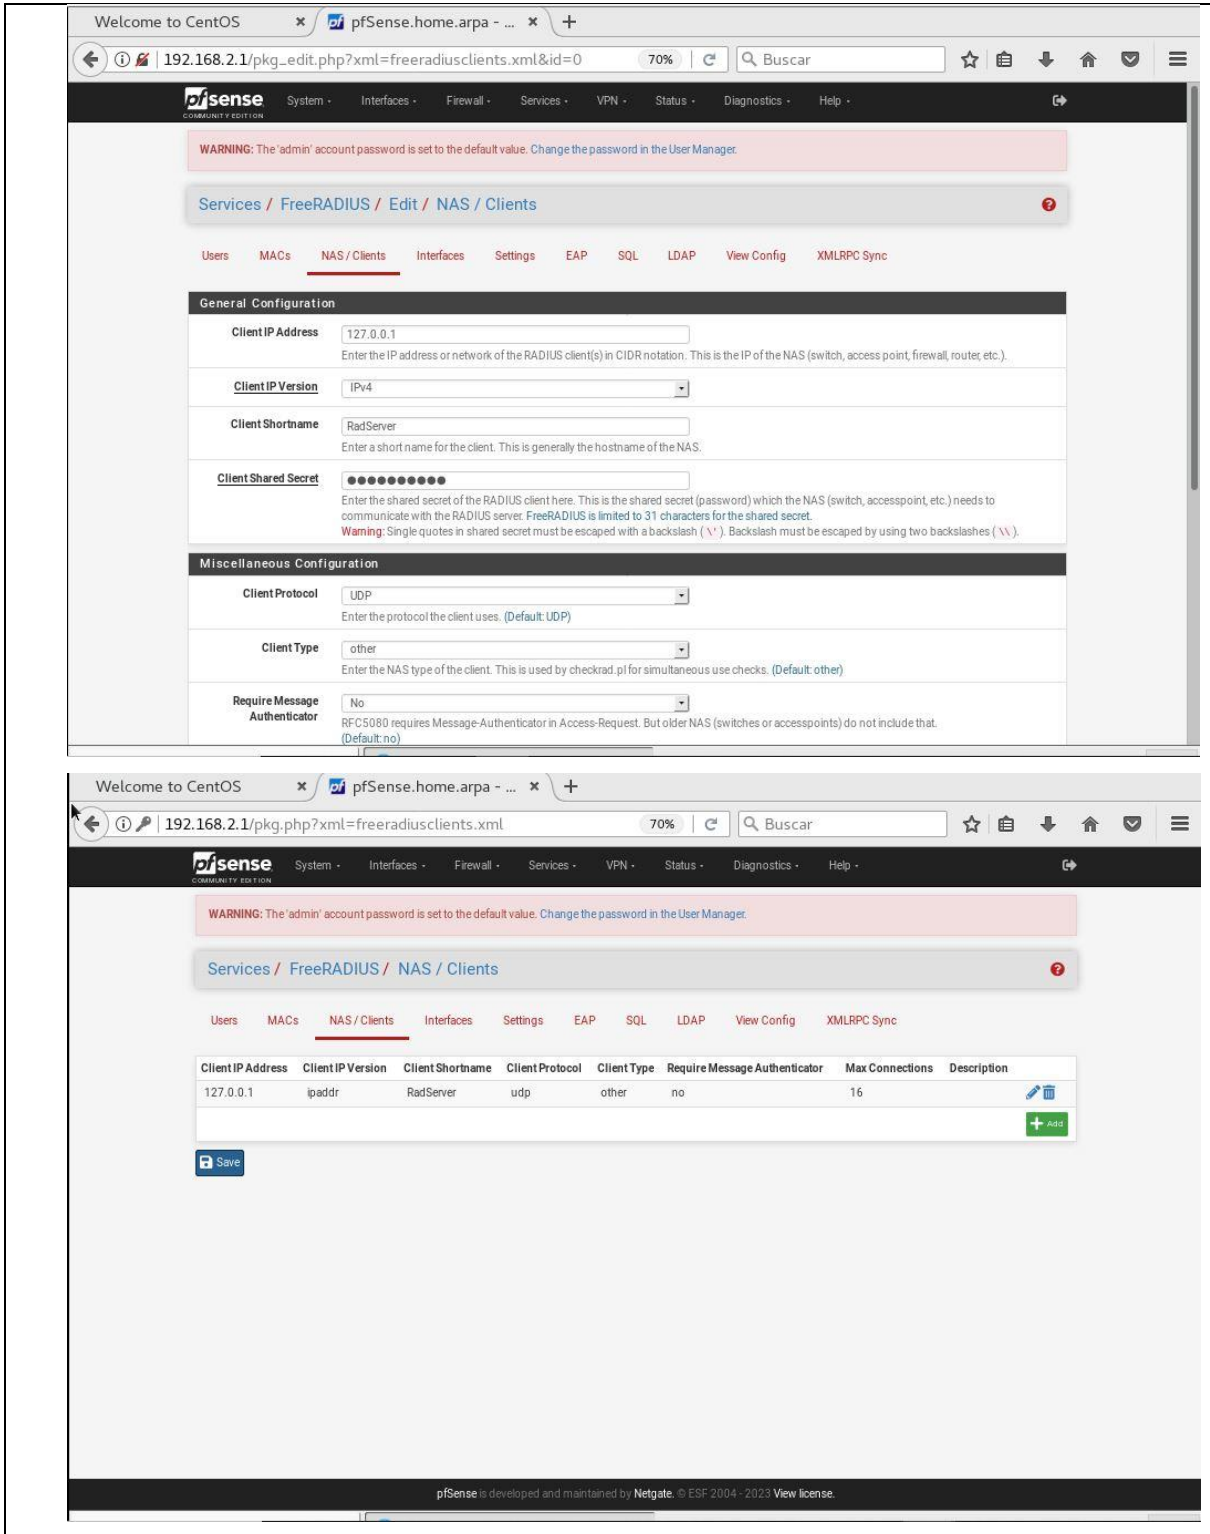 Welcome to CentOS × pfSense.home.arpa - ... × +
192.168.2.1/pkg_edit.php?xml=freeradiusclients.xml&id=0 70% Buscar
pfsense System Interfaces Firewall Services VPN Status Diagnostics Help
COMMUNITY EDITION
WARNING: The 'admin' account password is set to the default value. Change the password in the User Manager.
Services / FreeRADIUS / Edit / NAS / Clients
Users MACs NAS / Clients Interfaces Settings EAP SQL LDAP View Config XMLRPC Sync
General Configuration
Client IP Address 127.0.0.1
Enter the IP address or network of the RADIUS client(s) in CIDR notation. This is the IP of the NAS (switch, access point, firewall, router, etc.).
Client IP Version IPv4
Client Shortname RadServer
Enter a short name for the client. This is generally the hostname of the NAS.
Client Shared Secret ●●●●●●●●●●
Enter the shared secret of the RADIUS client here. This is the shared secret (password) which the NAS (switch, accesspoint, etc.) needs to
communicate with the RADIUS server. FreeRADIUS is limited to 31 characters for the shared secret.
Warning: Single quotes in shared secret must be escaped with a backslash ( \' ). Backslash must be escaped by using two backslashes ( \\ ).
Miscellaneous Configuration
Client Protocol UDP
Enter the protocol the client uses. (Default: UDP)
Client Type other
Enter the NAS type of the client. This is used by checkrad.pl for simultaneous use checks. (Default: other)
Require Message No
Authenticator
RFC5080 requires Message-Authenticator in Access-Request. But older NAS (switches or accesspoints) do not include that.
(Default: no)
Welcome to CentOS × pfSense.home.arpa - ... × +
192.168.2.1/pkg.php?xml=freeradiusclients.xml 70% Buscar
pfsense System Interfaces Firewall Services VPN Status Diagnostics Help
COMMUNITY EDITION
WARNING: The 'admin' account password is set to the default value. Change the password in the User Manager.
Services / FreeRADIUS / NAS / Clients
Users MACs NAS / Clients Interfaces Settings EAP SQL LDAP View Config XMLRPC Sync
Client IP Address Client IP Version Client Shortname Client Protocol Client Type Require Message Authenticator Max Connections Description
127.0.0.1 ipaddr RadServer udp other no 16
Add
Save
pfSense is developed and maintained by Netgate. © ESF 2004 - 2023 View license.